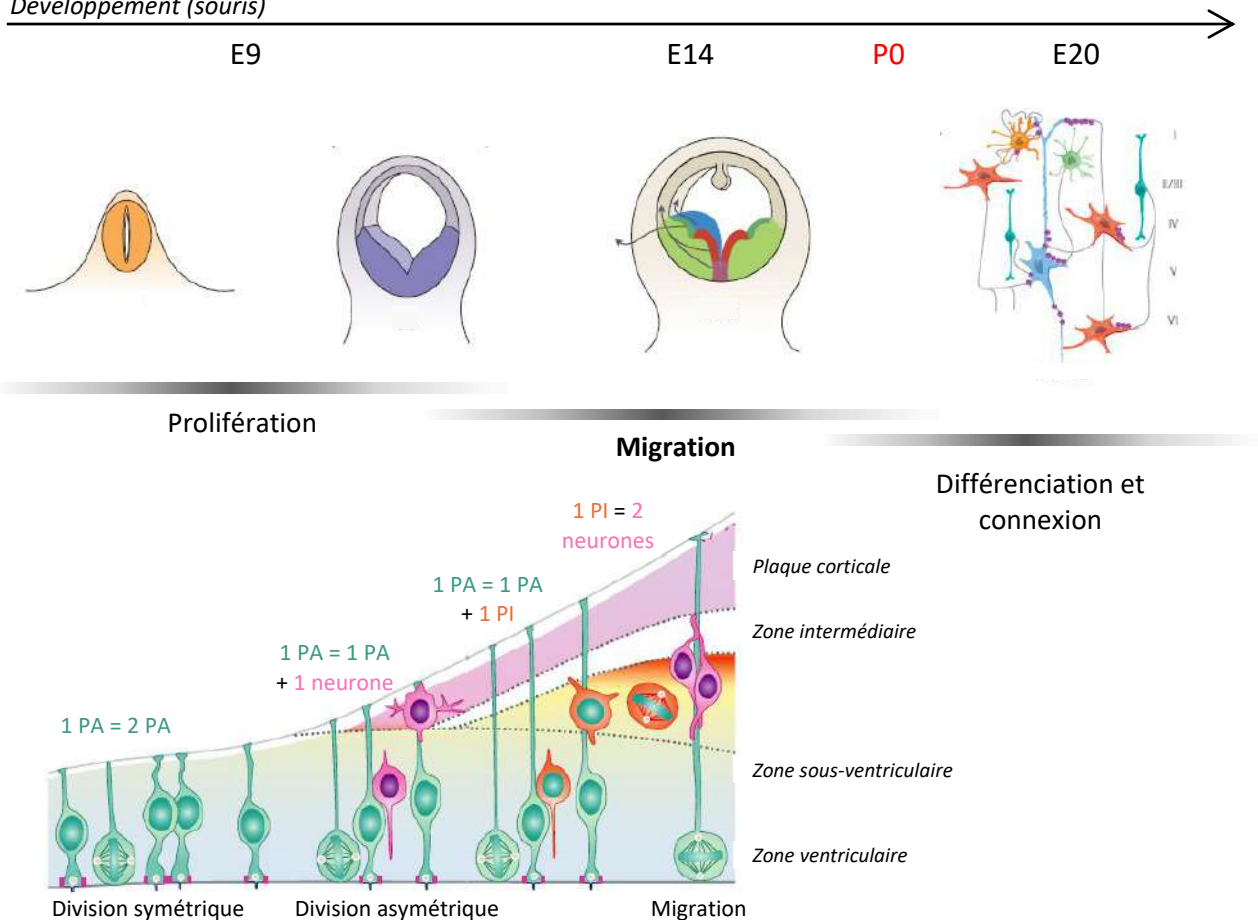 Développement (souris)
E9
E14
P0
E20
I
II/III
IV
V
VI
Prolifération
Migration
Différenciation et
connexion
1 PI = 2
neurones
1 PA = 1 PA
+ 1 PI
1 PA = 1 PA
+ 1 neurone
1 PA = 2 PA
Plaque corticale
Zone intermédiaire
Zone sous-ventriculaire
Zone ventriculaire
Division symétrique
Division asymétrique
Migration